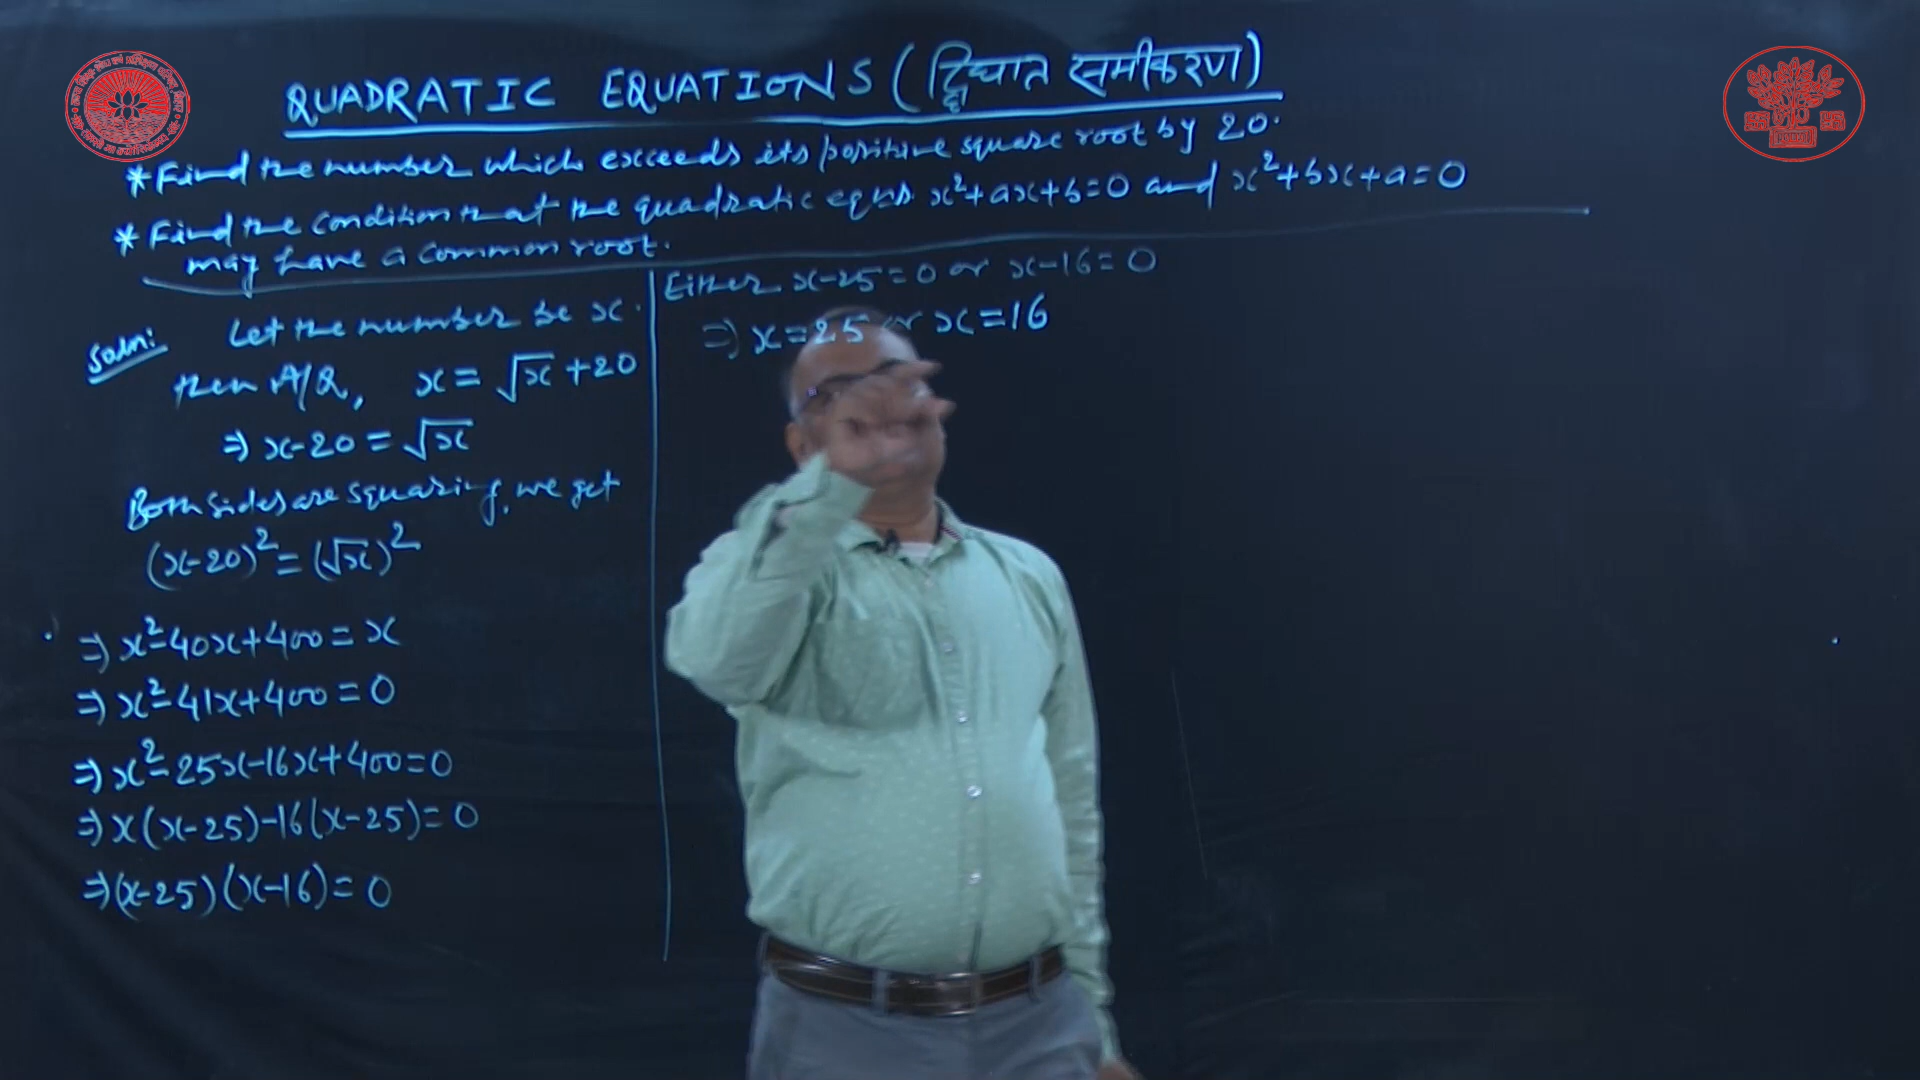 QUADRATIC EQUATIONS (द्विघात समीकरण)
* Find the number which exceeds its positive square root by 20.
* Find the condition that the quadratic eqns x²+ax+b=0 and x²+bx+a=0
may have a common root.
Soln: Let the number be x.
then A/Q, x = √x +20
⇒ x-20 = √x
Both sides are squaring, we get
(x-20)² = (√x)²
⇒ x²-40x+400 = x
⇒ x²-41x+400 = 0
⇒ x²-25x-16x+400=0
⇒ x(x-25)-16(x-25)=0
⇒ (x-25)(x-16)=0
Either x-25=0 or x-16=0
⇒ x=25 or x=16